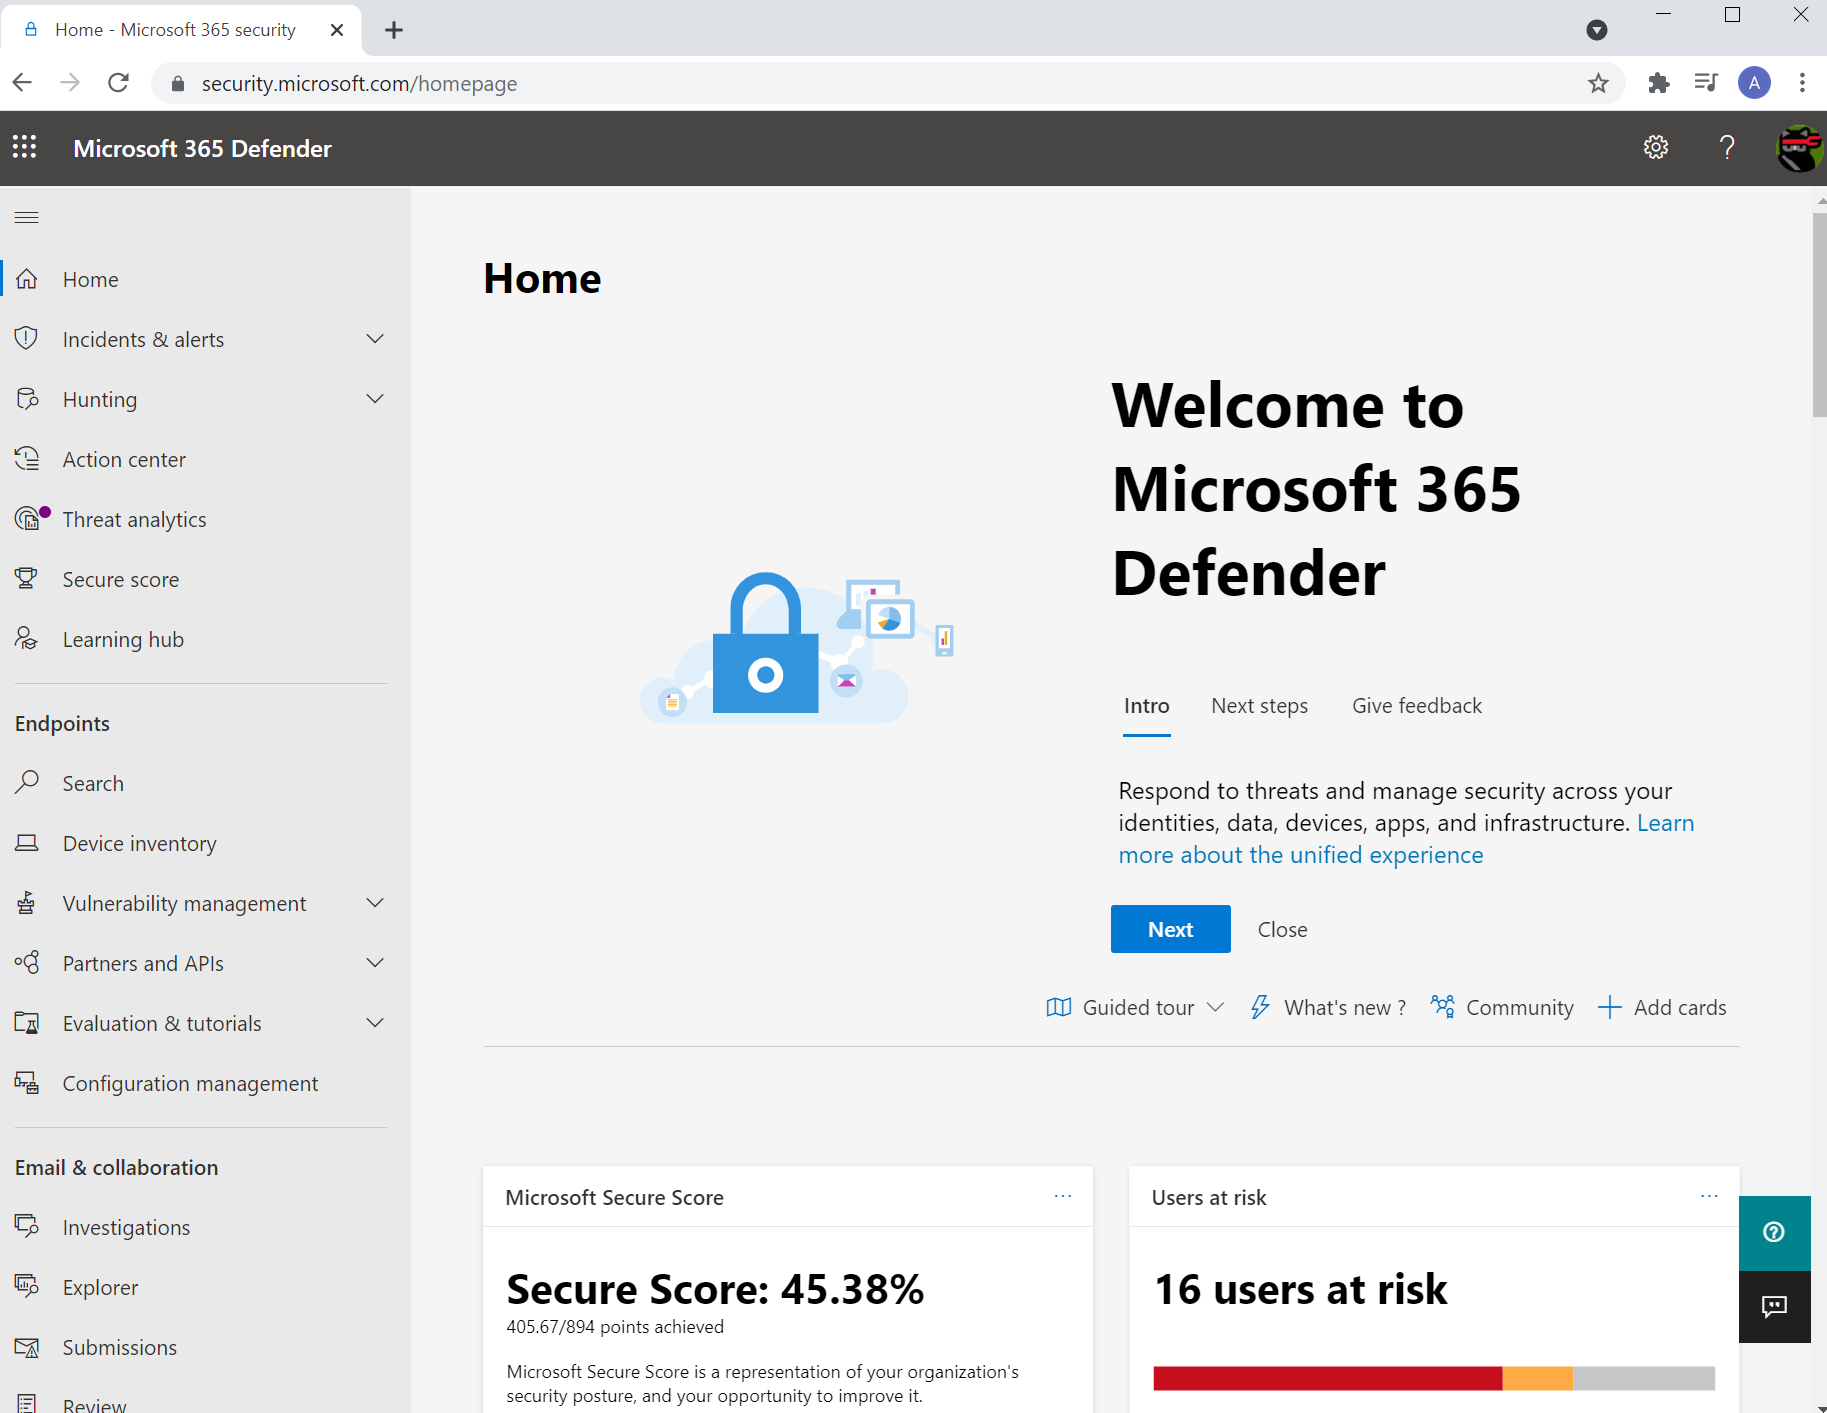 Home - Microsoft 365 security
security.microsoft.com/homepage
A
Microsoft 365 Defender
?
Home
Incidents & alerts
Hunting
Action center
Threat analytics
Secure score
Learning hub
Endpoints
Search
Device inventory
Vulnerability management
Partners and APIs
Evaluation & tutorials
Configuration management
Email & collaboration
Investigations
Explorer
Submissions
Review
Home
Welcome to
Microsoft 365
Defender
Intro Next steps Give feedback
Respond to threats and manage security across your
identities, data, devices, apps, and infrastructure. Learn
more about the unified experience
Next Close
Guided tour What's new ? Community Add cards
Microsoft Secure Score ...
Secure Score: 45.38%
405.67/894 points achieved
Microsoft Secure Score is a representation of your organization's
security posture, and your opportunity to improve it.
Users at risk ...
16 users at risk